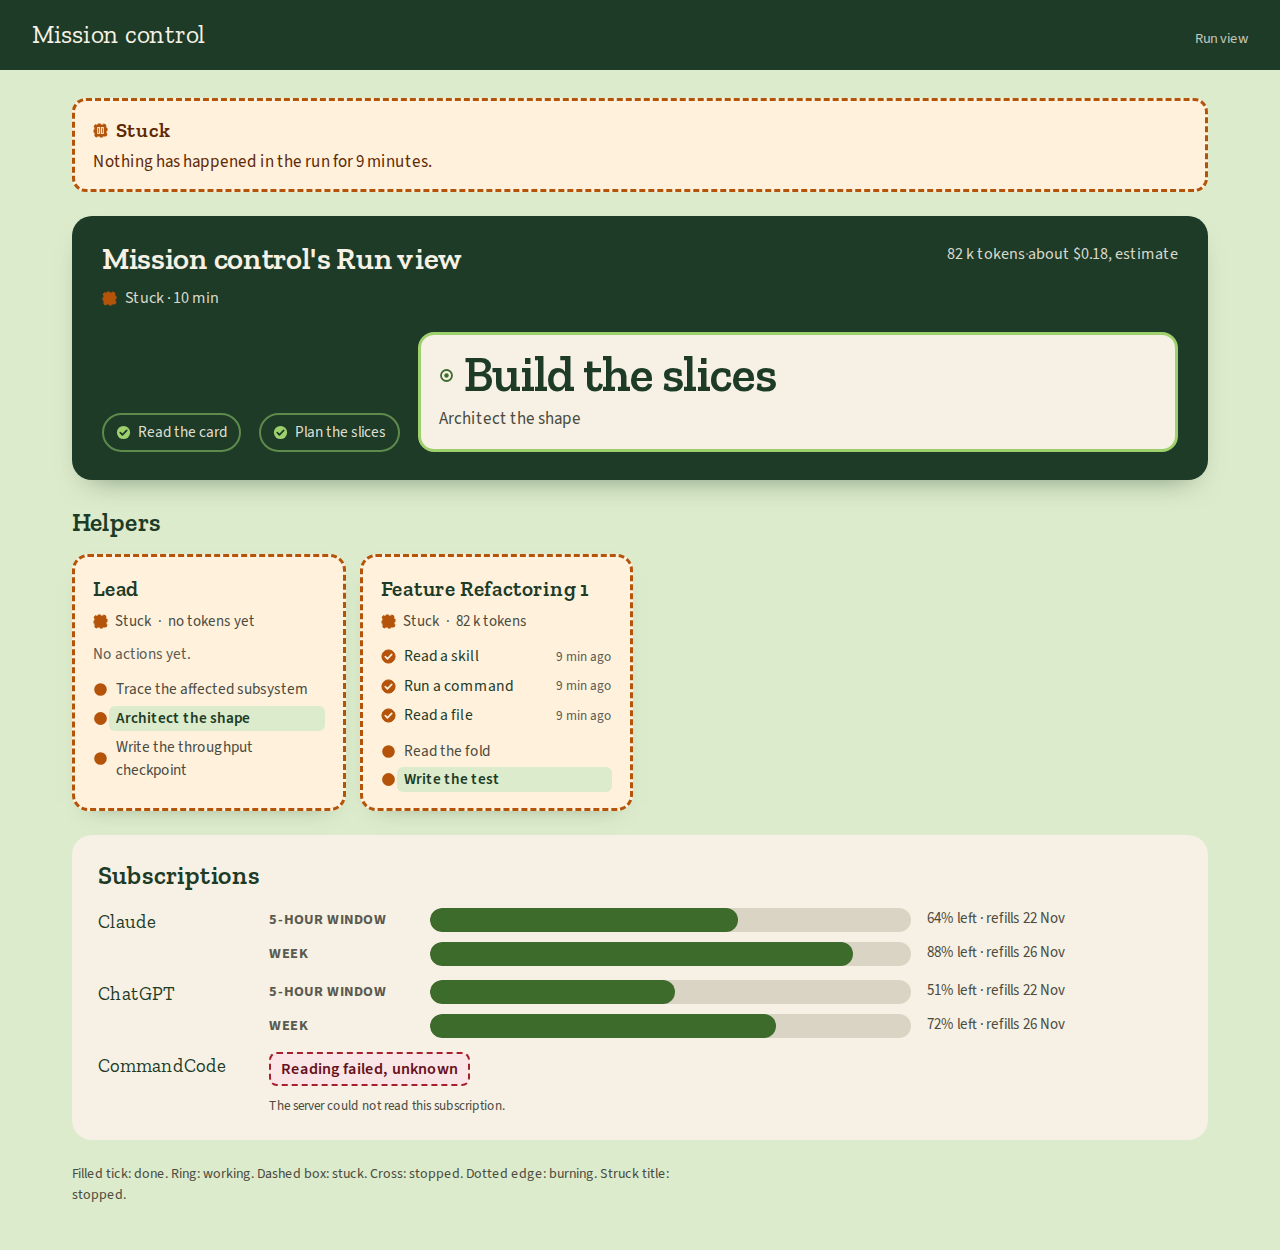 Mission control
Run view
Stuck
Nothing has happened in the run for 9 minutes.
Mission control's Run view
82 k tokens·about $0.18, estimate
Stuck · 10 min
Build the slices
Architect the shape
Read the card
Plan the slices
Helpers
Lead
Stuck · no tokens yet
No actions yet.
Trace the affected subsystem
Architect the shape
Write the throughput
checkpoint
Feature Refactoring 1
Stuck · 82 k tokens
Read a skill 9 min ago
Run a command 9 min ago
Read a file 9 min ago
Read the fold
Write the test
Subscriptions
Claude
5-HOUR WINDOW 64% left · refills 22 Nov
WEEK 88% left · refills 26 Nov
ChatGPT
5-HOUR WINDOW 51% left · refills 22 Nov
WEEK 72% left · refills 26 Nov
CommandCode
Reading failed, unknown
The server could not read this subscription.
Filled tick: done. Ring: working. Dashed box: stuck. Cross: stopped. Dotted edge: burning. Struck title:
stopped.